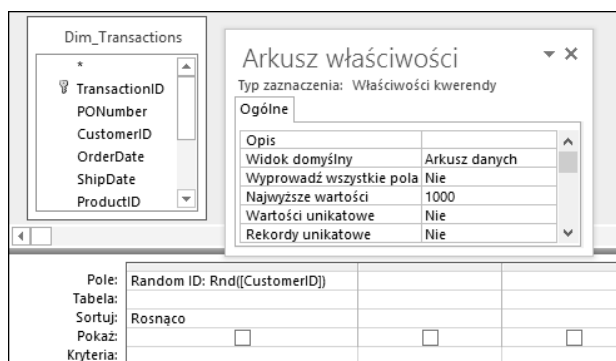 Dim_Transactions
*
TransactionID
PONumber
CustomerID
OrderDate
ShipDate
ProductID
Arkusz właściwości
Typ zaznaczenia: Właściwości kwerendy
Ogólne
Opis
Widok domyślny Arkusz danych
Wyprowadź wszystkie pola Nie
Najwyższe wartości 1000
Wartości unikatowe Nie
Rekordy unikatowe Nie
Pole: Random ID: Rnd([CustomerID])
Tabela:
Sortuj: Rosnąco
Pokaż:
Kryteria: